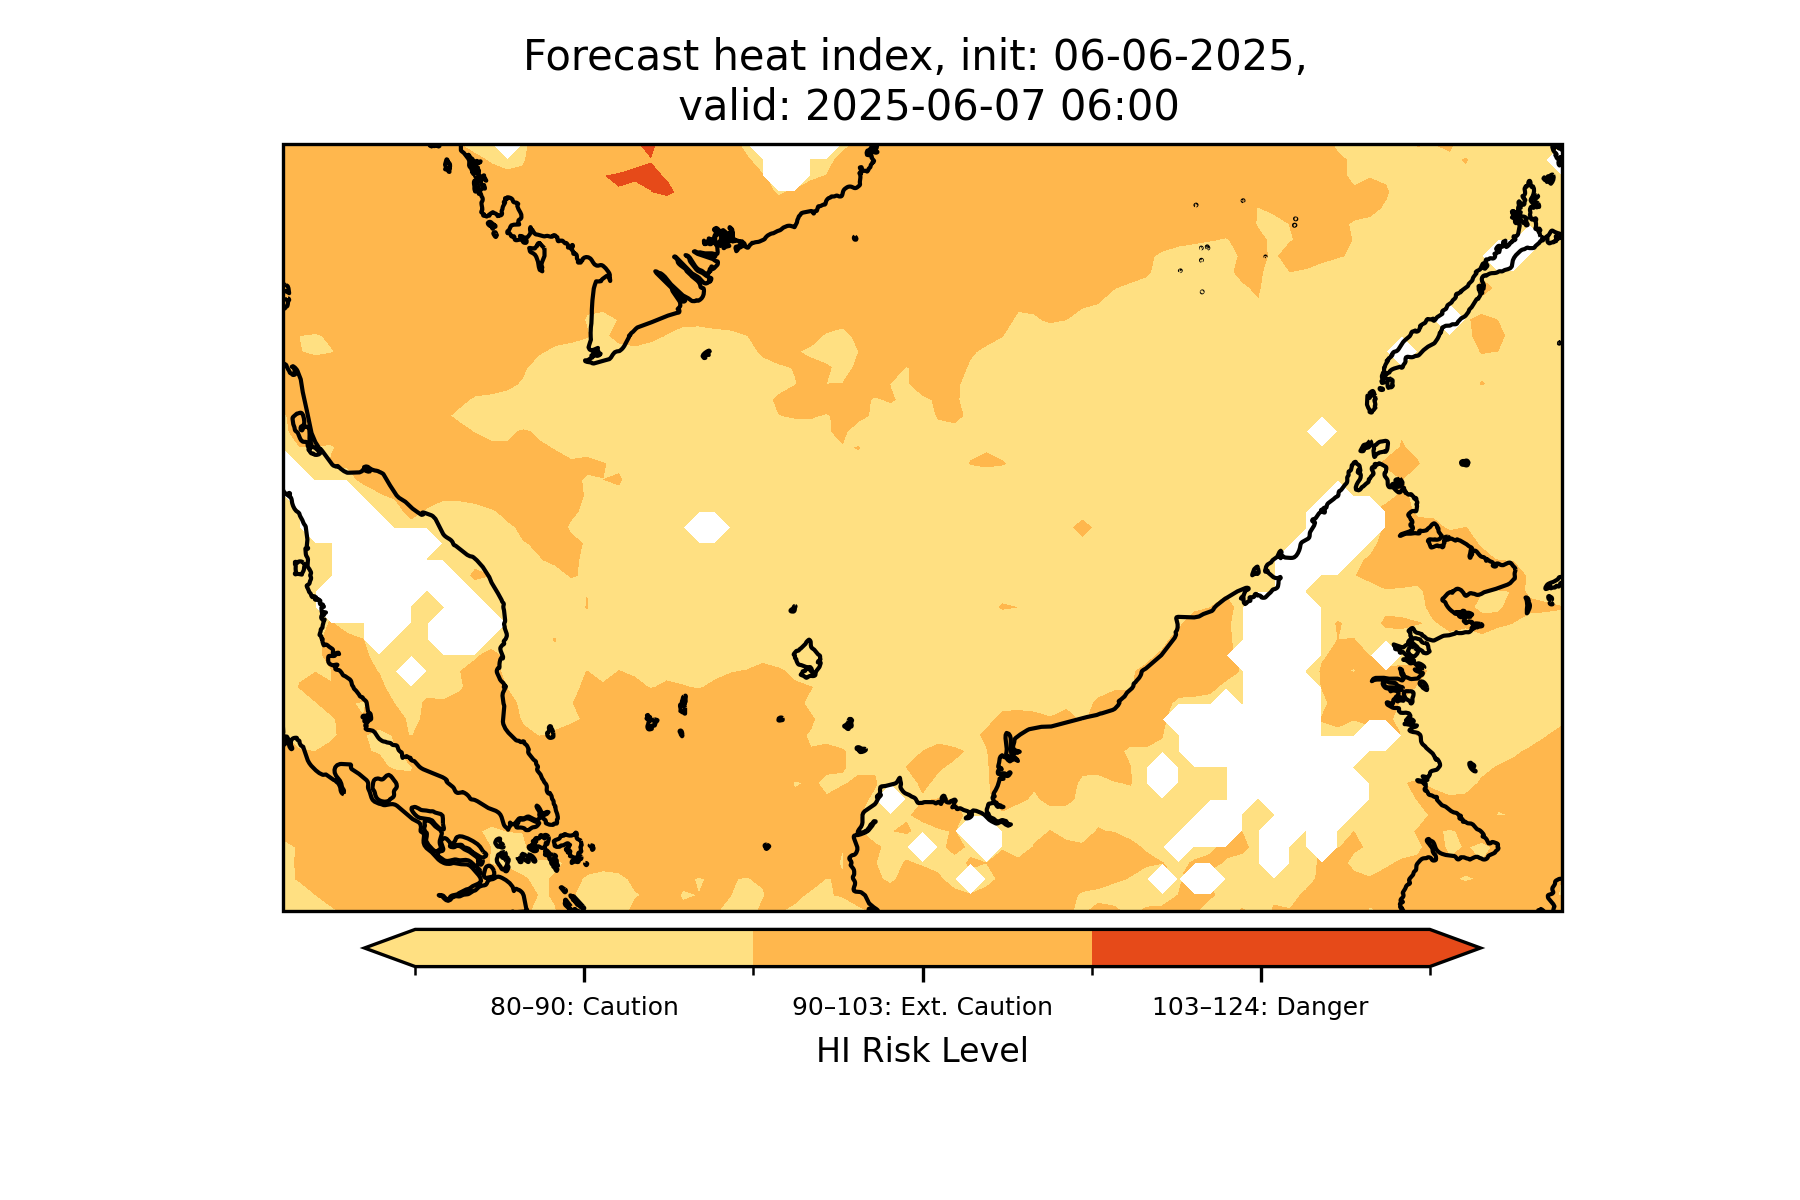 Forecast heat index, init: 06-06-2025,
valid: 2025-06-07 06:00
80–90: Caution
90–103: Ext. Caution
103–124: Danger
HI Risk Level